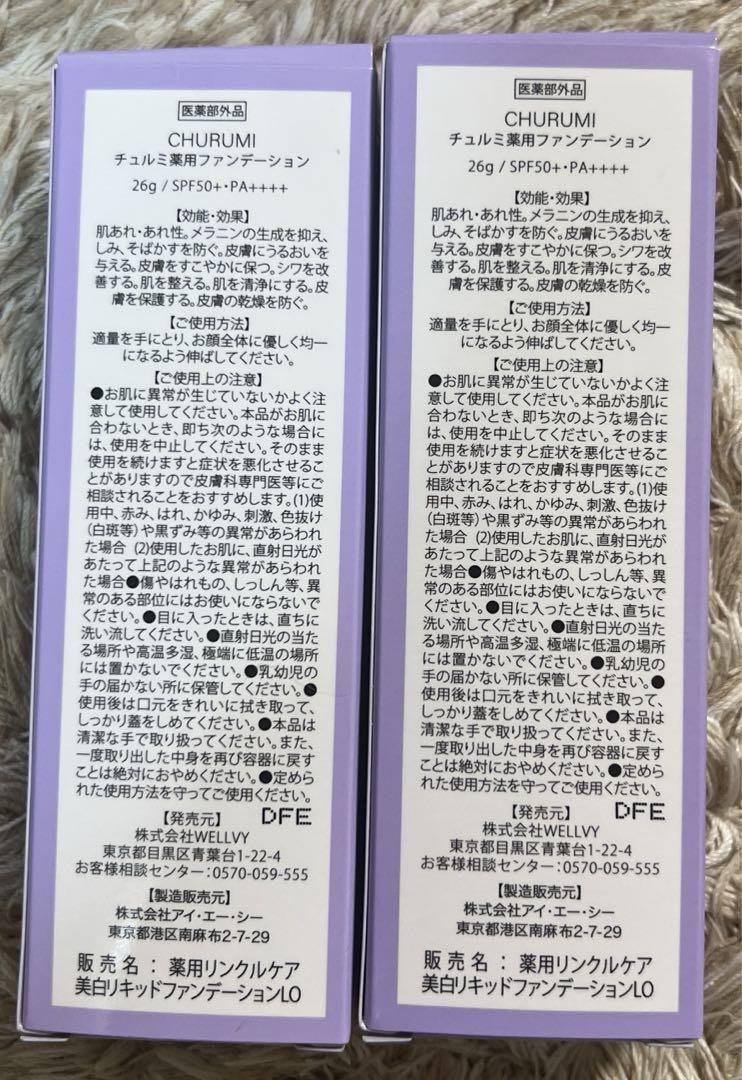 医薬部外品
CHURUMI
チュルミ薬用ファンデーション
26g / SPF50+・PA++++
【効能・効果】
肌あれ・あれ性。メラニンの生成を抑え、
しみ、そばかすを防ぐ。皮膚にうるおいを
与える。皮膚をすこやかに保つ。シワを改
善する。肌を整える。肌を清浄にする。皮
膚を保護する。皮膚の乾燥を防ぐ。
【ご使用方法】
適量を手にとり、お顔全体に優しく均一
になるよう伸ばしてください。
【ご使用上の注意】
●お肌に異常が生じていないかよく注
意して使用してください。本品がお肌に
合わないとき、即ち次のような場合に
は、使用を中止してください。そのまま
使用を続けますと症状を悪化させるこ
とがありますので皮膚科専門医等にご
相談されることをおすすめします。(1)使
用中、赤み、はれ、かゆみ、刺激、色抜け
(白斑等)や黒ずみ等の異常があらわれ
た場合 (2)使用したお肌に、直射日光が
あたって上記のような異常があらわれ
た場合●傷やはれもの、しっしん等、異
常のある部位にはお使いにならないで
ください。●目に入ったときは、直ちに
洗い流してください。●直射日光の当た
る場所や高温多湿、極端に低温の場所
には置かないでください。●乳幼児の
手の届かない所に保管してください。●
使用後は口元をきれいに拭き取って、
しっかり蓋をしめてください。●本品は
清潔な手で取り扱ってください。また、
一度取り出した中身を再び容器に戻す
ことは絶対におやめください。●定めら
れた使用方法を守ってご使用ください。
DFE
【発売元】
株式会社WELLVY
東京都目黒区青葉台1-22-4
お客様相談センター:0570-059-555
【製造販売元】
株式会社アイ・エー・シー
東京都港区南麻布2-7-29
販売名:薬用リンクルケア
美白リキッドファンデーションLO
医薬部外品
CHURUMI
チュルミ薬用ファンデーション
26g / SPF50+・PA++++
【効能・効果】
肌あれ・あれ性。メラニンの生成を抑え、
しみ、そばかすを防ぐ。皮膚にうるおいを
与える。皮膚をすこやかに保つ。シワを改
善する。肌を整える。肌を清浄にする。皮
膚を保護する。皮膚の乾燥を防ぐ。
【ご使用方法】
適量を手にとり、お顔全体に優しく均一
になるよう伸ばしてください。
【ご使用上の注意】
●お肌に異常が生じていないかよく注
意して使用してください。本品がお肌に
合わないとき、即ち次のような場合に
は、使用を中止してください。そのまま
使用を続けますと症状を悪化させるこ
とがありますので皮膚科専門医等にご
相談されることをおすすめします。(1)使
用中、赤み、はれ、かゆみ、刺激、色抜け
(白斑等)や黒ずみ等の異常があらわれ
た場合 (2)使用したお肌に、直射日光が
あたって上記のような異常があらわれ
た場合●傷やはれもの、しっしん等、異
常のある部位にはお使いにならないで
ください。●目に入ったときは、直ちに
洗い流してください。●直射日光の当た
る場所や高温多湿、極端に低温の場所
には置かないでください。●乳幼児の
手の届かない所に保管してください。●
使用後は口元をきれいに拭き取って、
しっかり蓋をしめてください。●本品は
清潔な手で取り扱ってください。また、
一度取り出した中身を再び容器に戻す
ことは絶対におやめください。●定めら
れた使用方法を守ってご使用ください。
DFE
【発売元】
株式会社WELLVY
東京都目黒区青葉台1-22-4
お客様相談センター:0570-059-555
【製造販売元】
株式会社アイ・エー・シー
東京都港区南麻布2-7-29
販売名:薬用リンクルケア
美白リキッドファンデーションLO